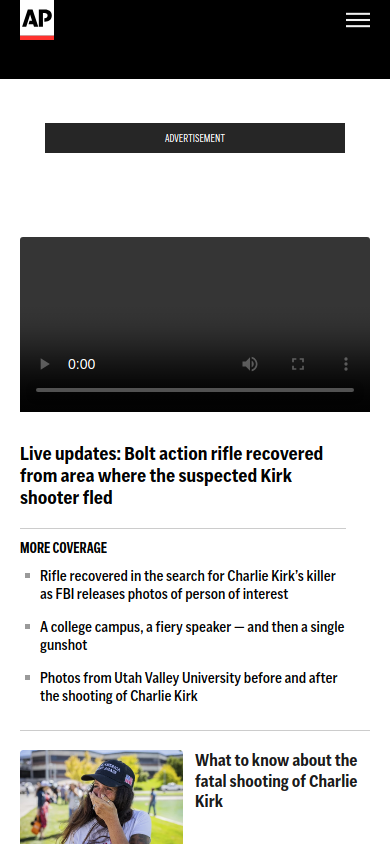 AP
ADVERTISEMENT
0:00
Live updates: Bolt action rifle recovered
from area where the suspected Kirk
shooter fled
MORE COVERAGE
Rifle recovered in the search for Charlie Kirk’s killer
as FBI releases photos of person of interest
A college campus, a fiery speaker — and then a single
gunshot
Photos from Utah Valley University before and after
the shooting of Charlie Kirk
What to know about the
fatal shooting of Charlie
Kirk